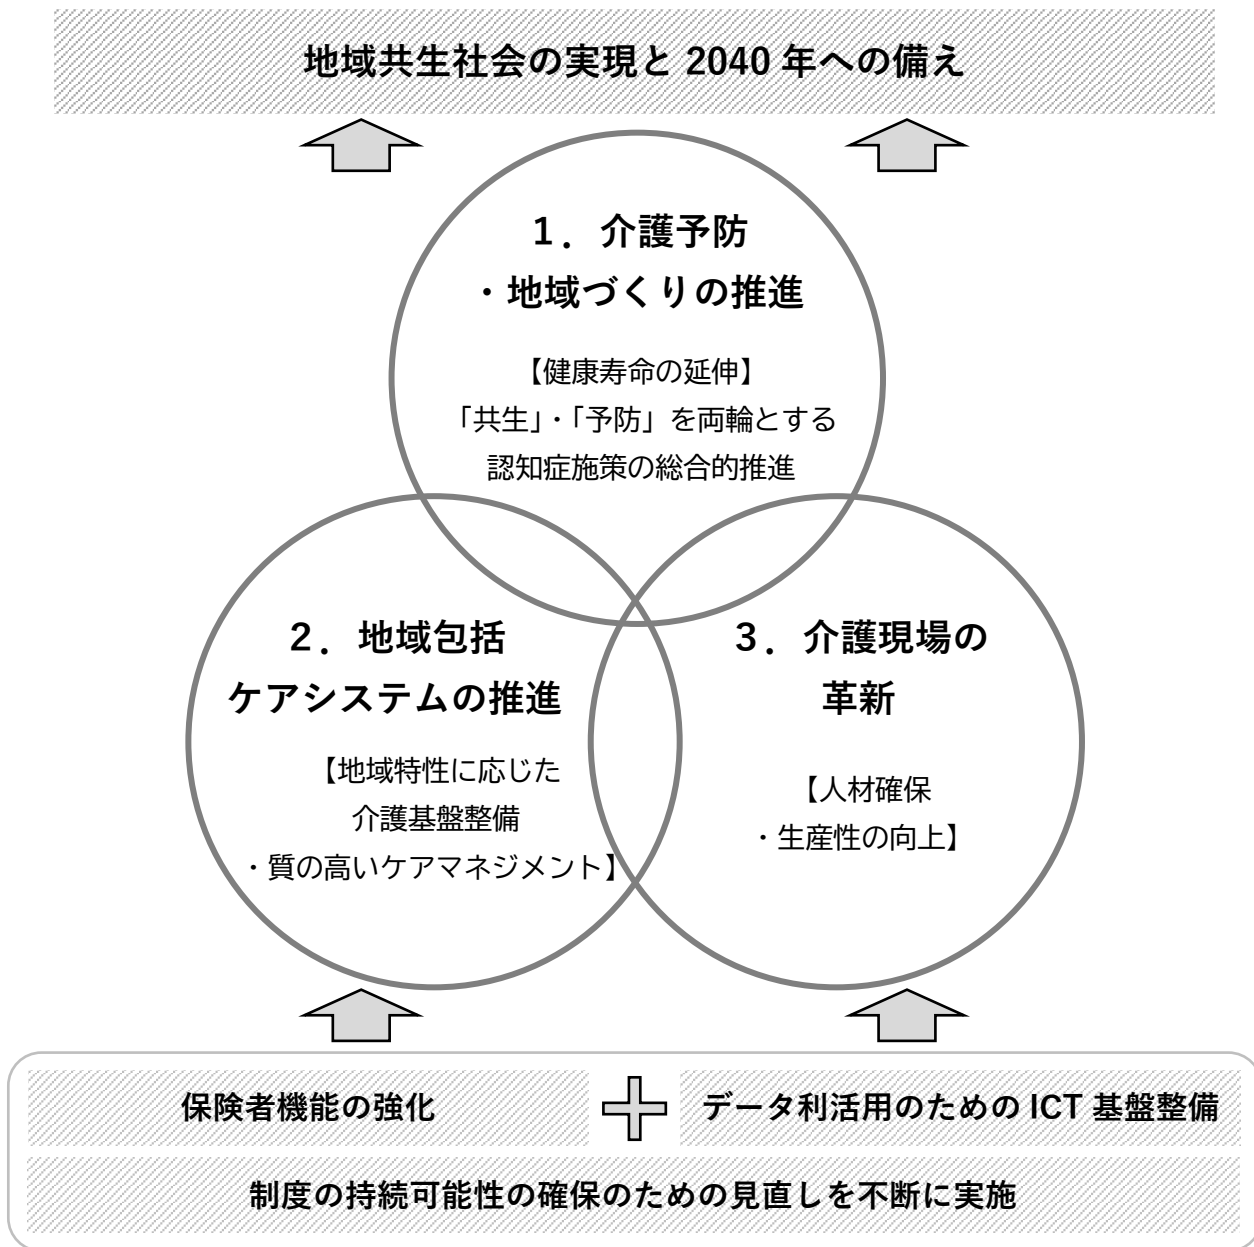 地域共生社会の実現と 2040 年への備え
1．介護予防
・地域づくりの推進
【健康寿命の延伸】
「共生」・「予防」を両輪とする
認知症施策の総合的推進
2．地域包括
ケアシステムの推進
【地域特性に応じた
介護基盤整備
・質の高いケアマネジメント】
3．介護現場の
革新
【人材確保
・生産性の向上】
保険者機能の強化
データ利活用のための ICT 基盤整備
制度の持続可能性の確保のための見直しを不断に実施